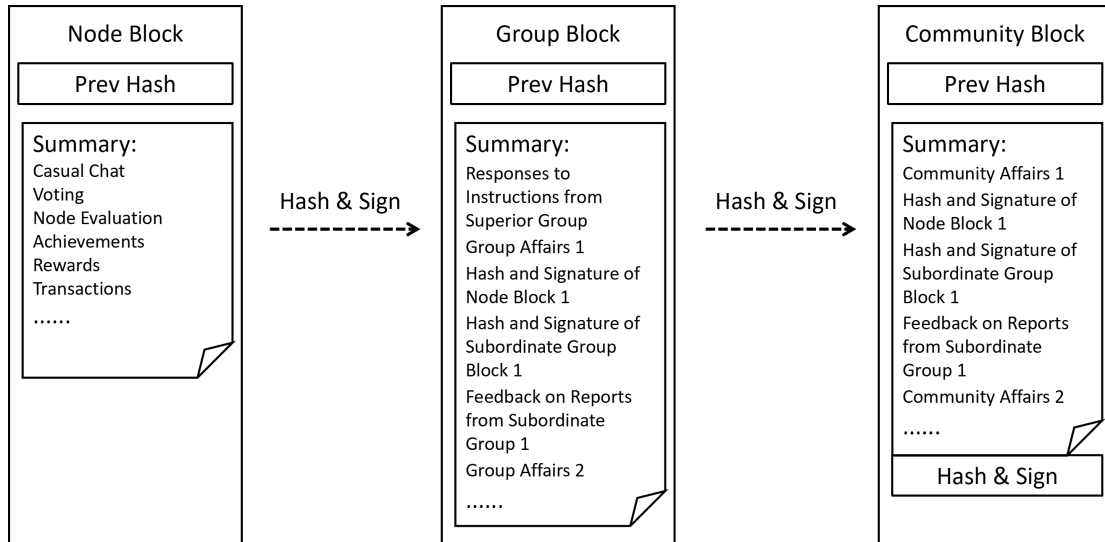 Node Block
Prev Hash
Summary:
Casual Chat
Voting
Node Evaluation
Achievements
Rewards
Transactions
......
Hash & Sign
Group Block
Prev Hash
Summary:
Responses to
Instructions from
Superior Group
Group Affairs 1
Hash and Signature of
Node Block 1
Hash and Signature of
Subordinate Group
Block 1
Feedback on Reports
from Subordinate
Group 1
Group Affairs 2
......
Hash & Sign
Community Block
Prev Hash
Summary:
Community Affairs 1
Hash and Signature of
Node Block 1
Hash and Signature of
Subordinate Group
Block 1
Feedback on Reports
from Subordinate
Group 1
Community Affairs 2
......
Hash & Sign